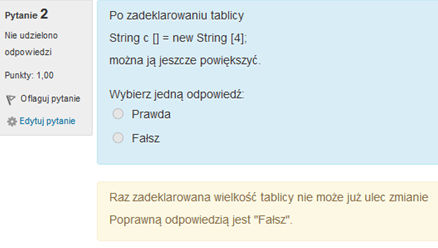 Pytanie 2
Nie udzielono
odpowiedzi
Punkty: 1,00
Oflaguj pytanie
Edytuj pytanie
Po zadeklarowaniu tablicy
String c [] = new String [4];
można ją jeszcze powiększyć.
Wybierz jedną odpowiedź:
Prawda
Fałsz
Raz zadeklarowana wielkość tablicy nie może już ulec zmianie
Poprawną odpowiedzią jest "Fałsz".